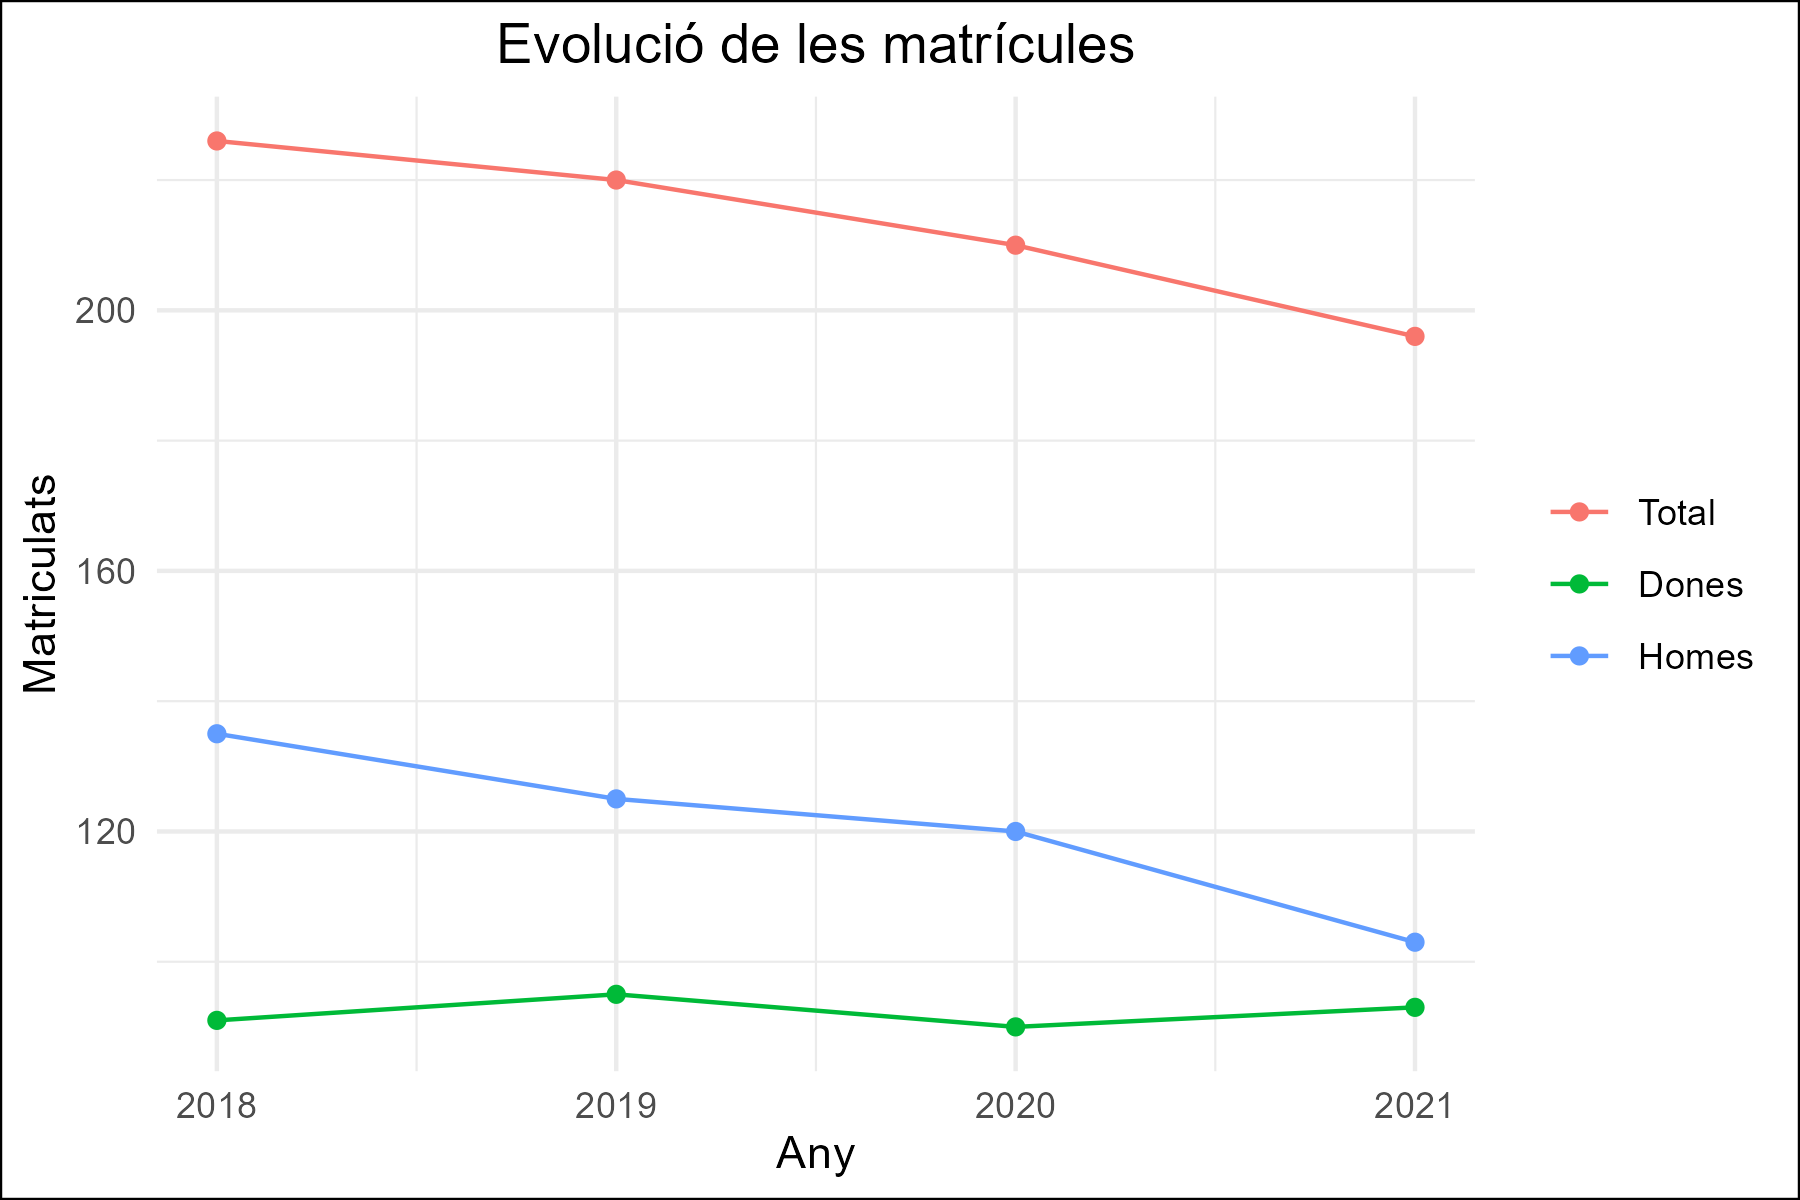 Evolució de les matrícules
Matriculats
200
160
120
2018
2019
2020
2021
Any
Total
Dones
Homes